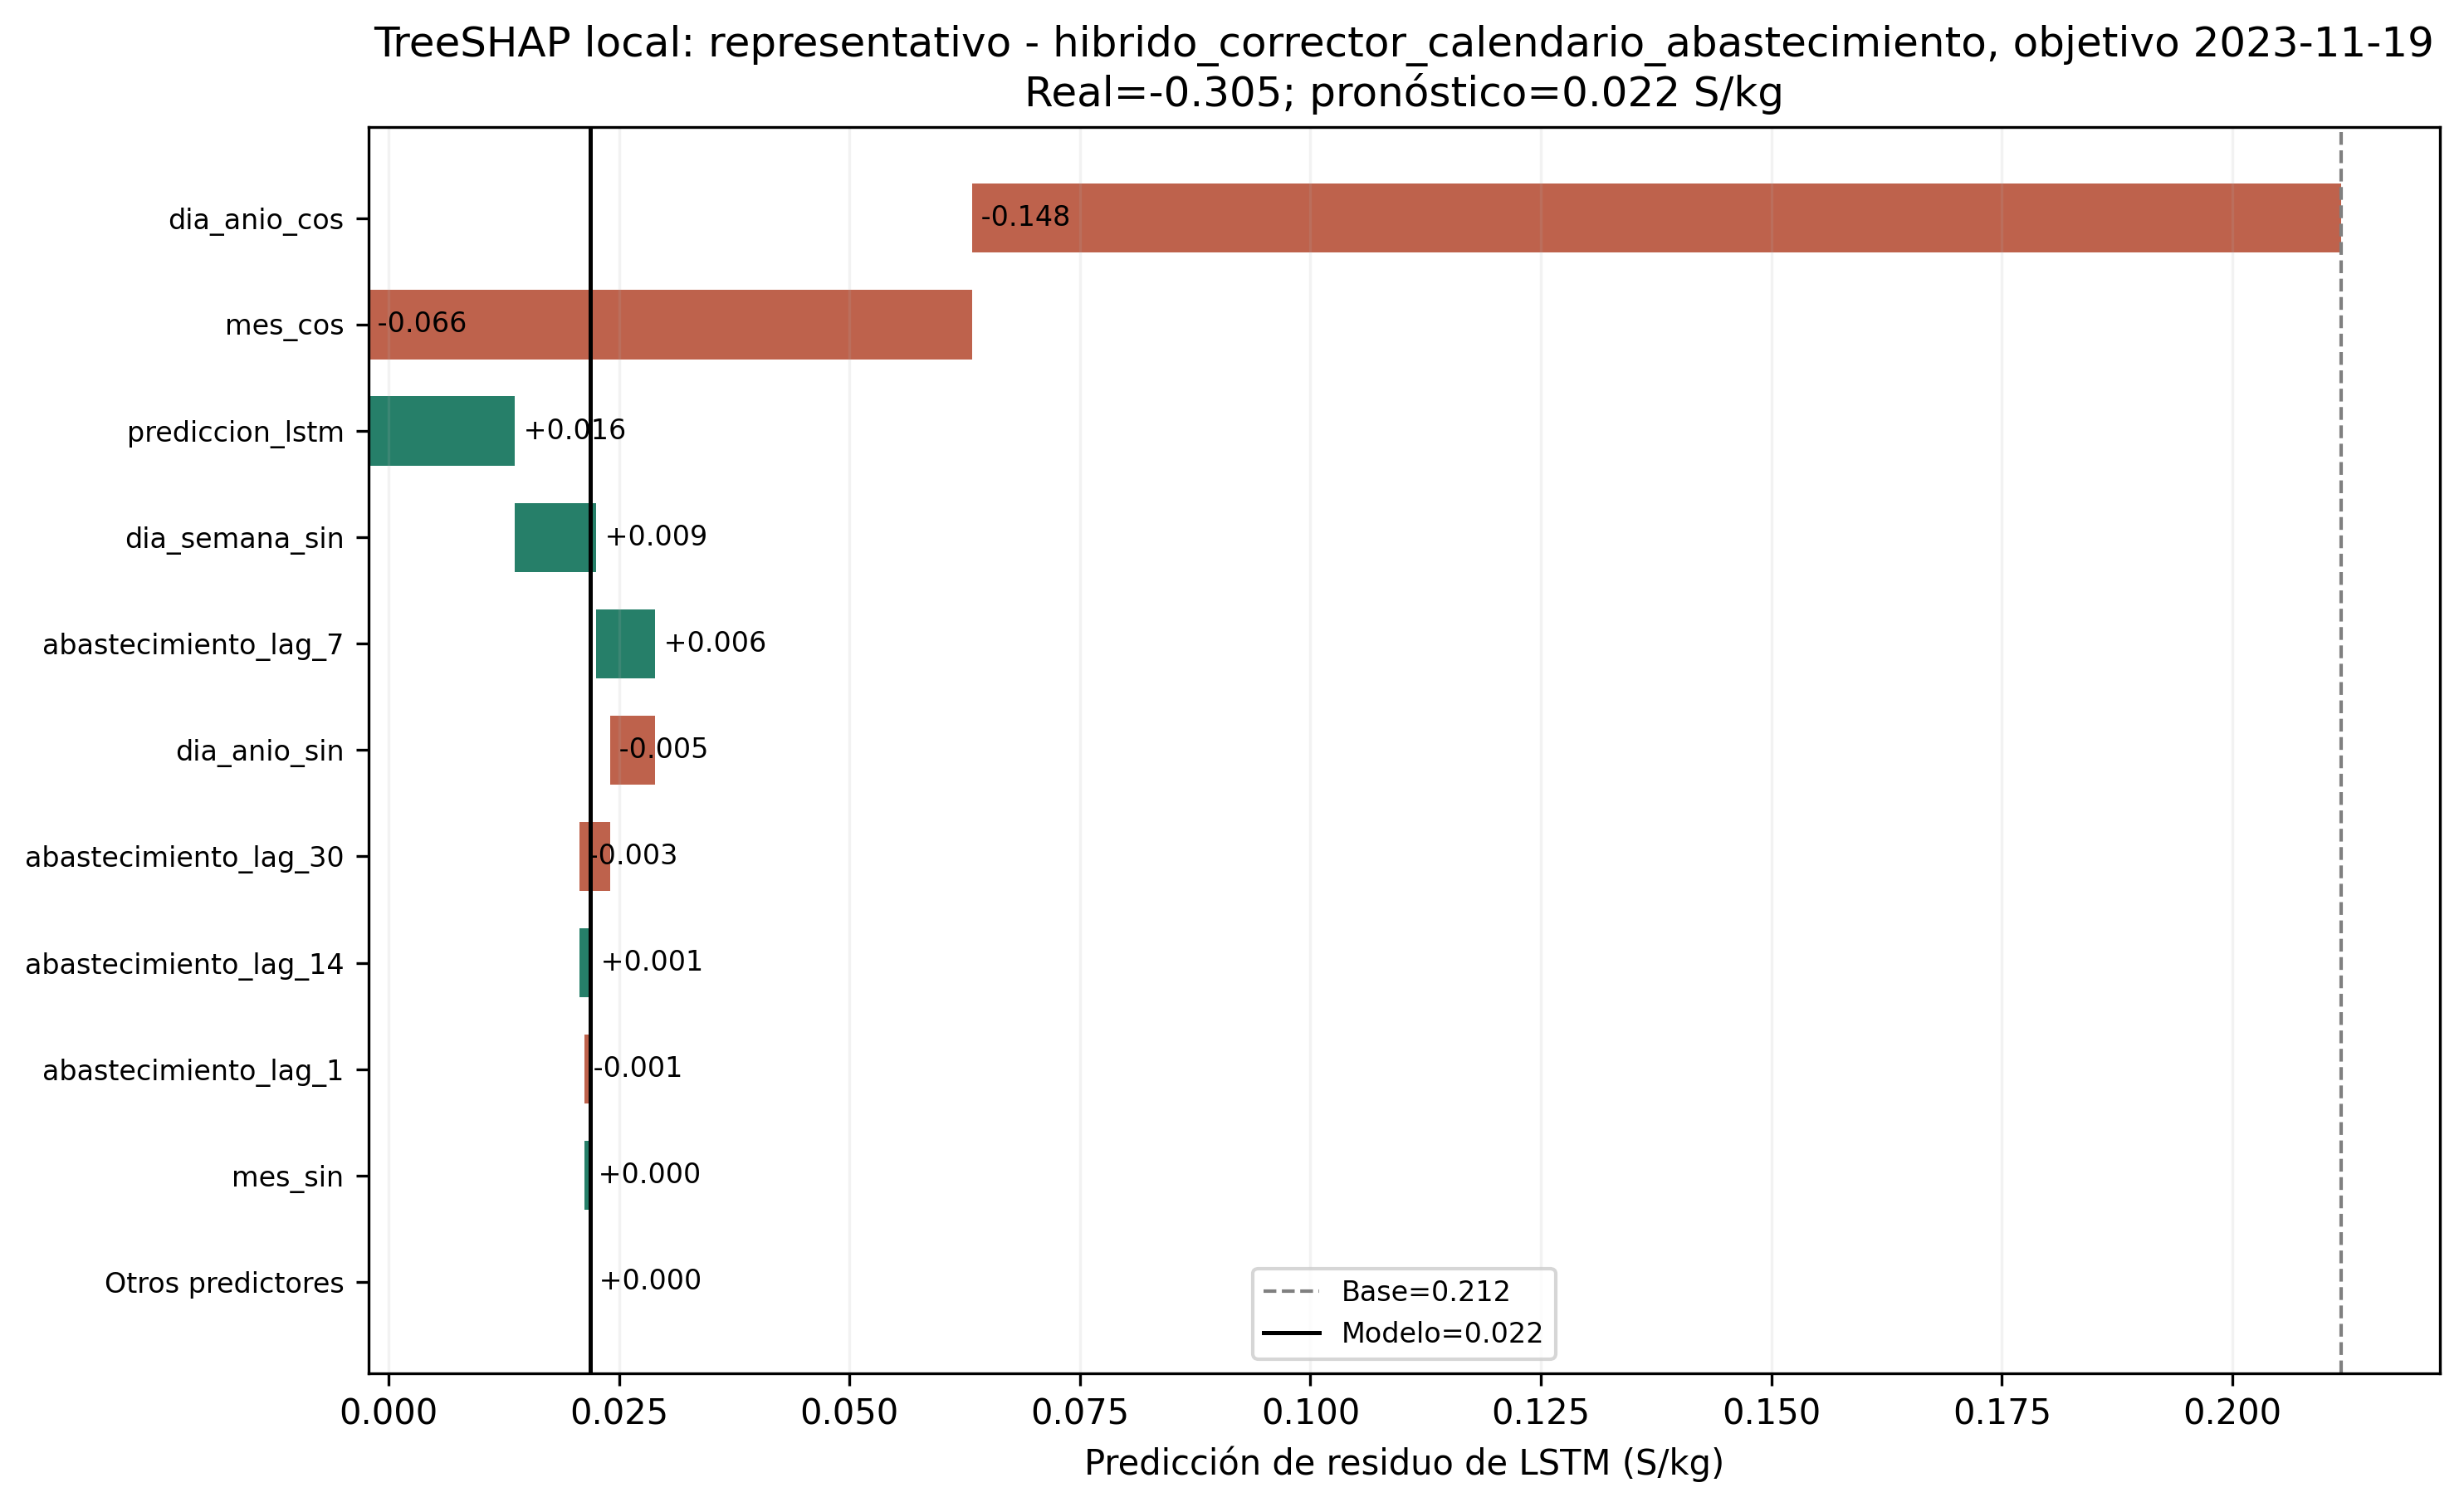 TreeSHAP local: representativo - hibrido_corrector_calendario_abastecimiento, objetivo 2023-11-19
Real=-0.305; pronóstico=0.022 S/kg
dia_anio_cos
-0.148
mes_cos
-0.066
prediccion_lstm
+0.016
dia_semana_sin
+0.009
abastecimiento_lag_7
+0.006
dia_anio_sin
-0.005
abastecimiento_lag_30
-0.003
abastecimiento_lag_14
+0.001
abastecimiento_lag_1
-0.001
mes_sin
+0.000
Otros predictores
+0.000
Base=0.212
Modelo=0.022
0.000 0.025 0.050 0.075 0.100 0.125 0.150 0.175 0.200
Predicción de residuo de LSTM (S/kg)